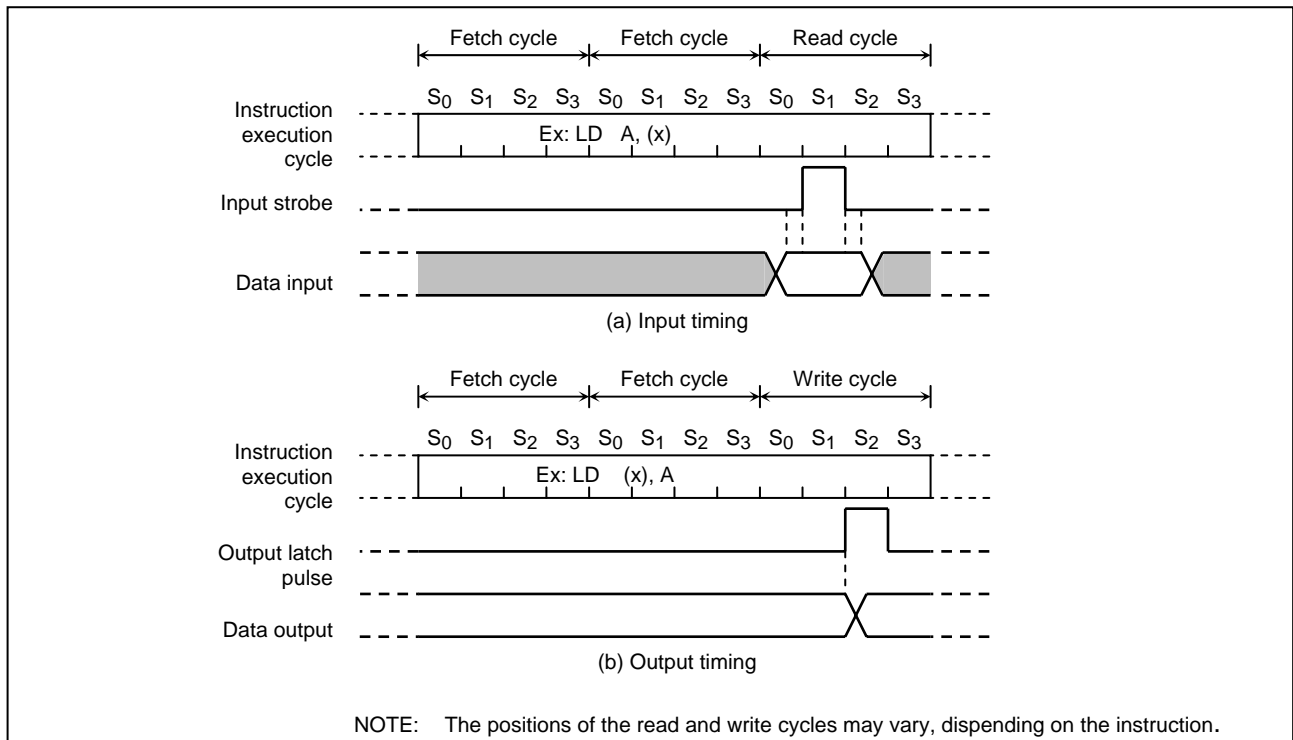 Fetch cycle Fetch cycle Read cycle
S0 S1 S2 S3 S0 S1 S2 S3 S0 S1 S2 S3
Instruction
execution
cycle
Ex: LD A, (x)
Input strobe
Data input
(a) Input timing
Fetch cycle Fetch cycle Write cycle
S0 S1 S2 S3 S0 S1 S2 S3 S0 S1 S2 S3
Instruction
execution
cycle
Ex: LD (x), A
Output latch
pulse
Data output
(b) Output timing
NOTE: The positions of the read and write cycles may vary, dispending on the instruction.